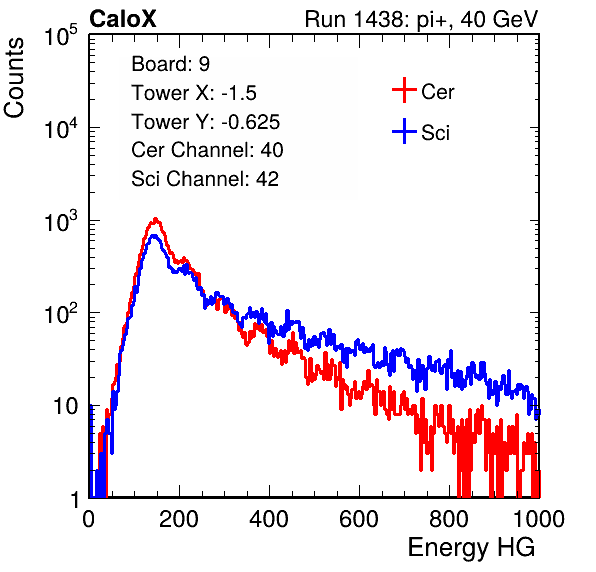 CaloX Run 1438: pi+, 40 GeV
Board: 9
Tower X: -1.5
Tower Y: -0.625
Cer Channel: 40
Sci Channel: 42
Cer
Sci
Counts
10^5
10^4
10^3
10^2
10
1
0 200 400 600 800 1000
Energy HG